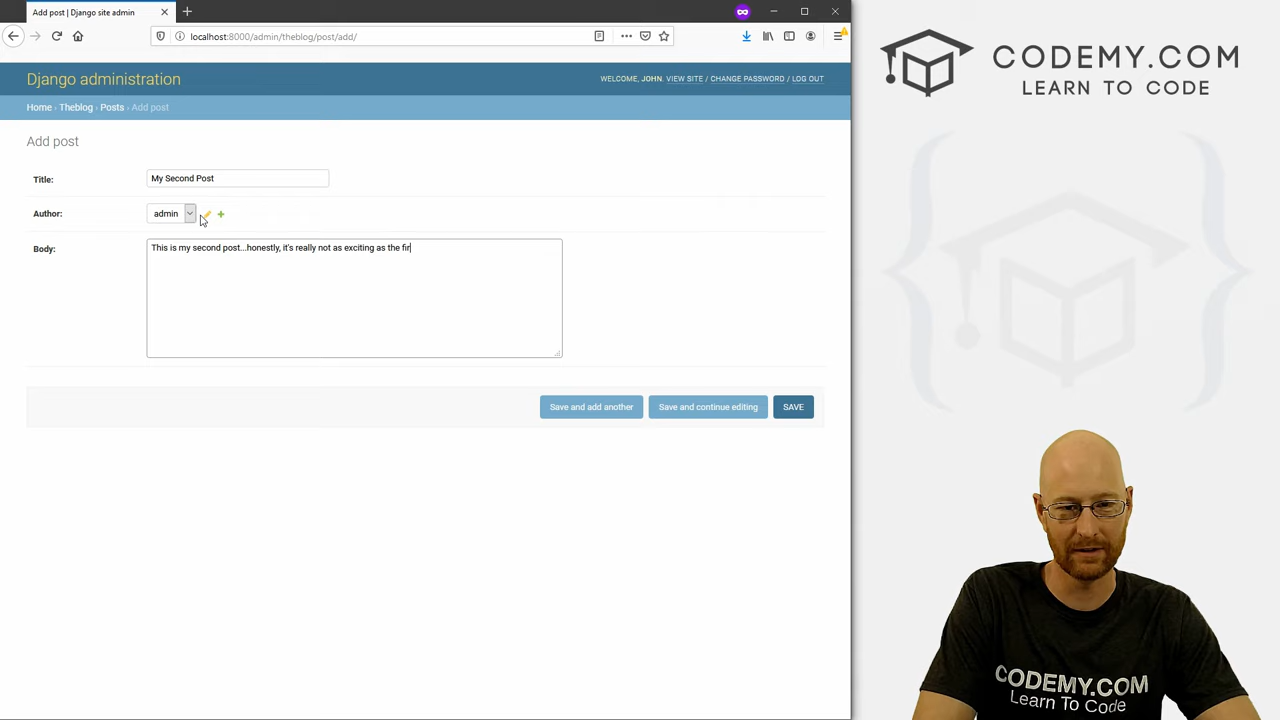 Add post | Django site admin
localhost:8000/admin/theblog/post/add/
Django administration
WELCOME, JOHN. VIEW SITE / CHANGE PASSWORD / LOG OUT
Home › Theblog › Posts › Add post
Add post
Title:
My Second Post
Author:
admin
Body:
This is my second post...honestly, it's really not as exciting as the fir
Save and add another
Save and continue editing
SAVE
CODEMY.COM
LEARN TO CODE
CODEMY.COM
Learn To Code